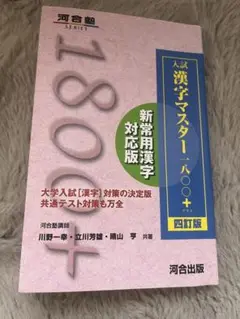 河合塾
SERIES
1800+
入試
漢字マスター一八〇〇+
四訂版
新常用漢字
対応版
大学入試［漢字］対策の決定版
共通テスト対策も万全
河合塾講師
川野一幸・立川芳雄・晴山 亨 共著
河合出版